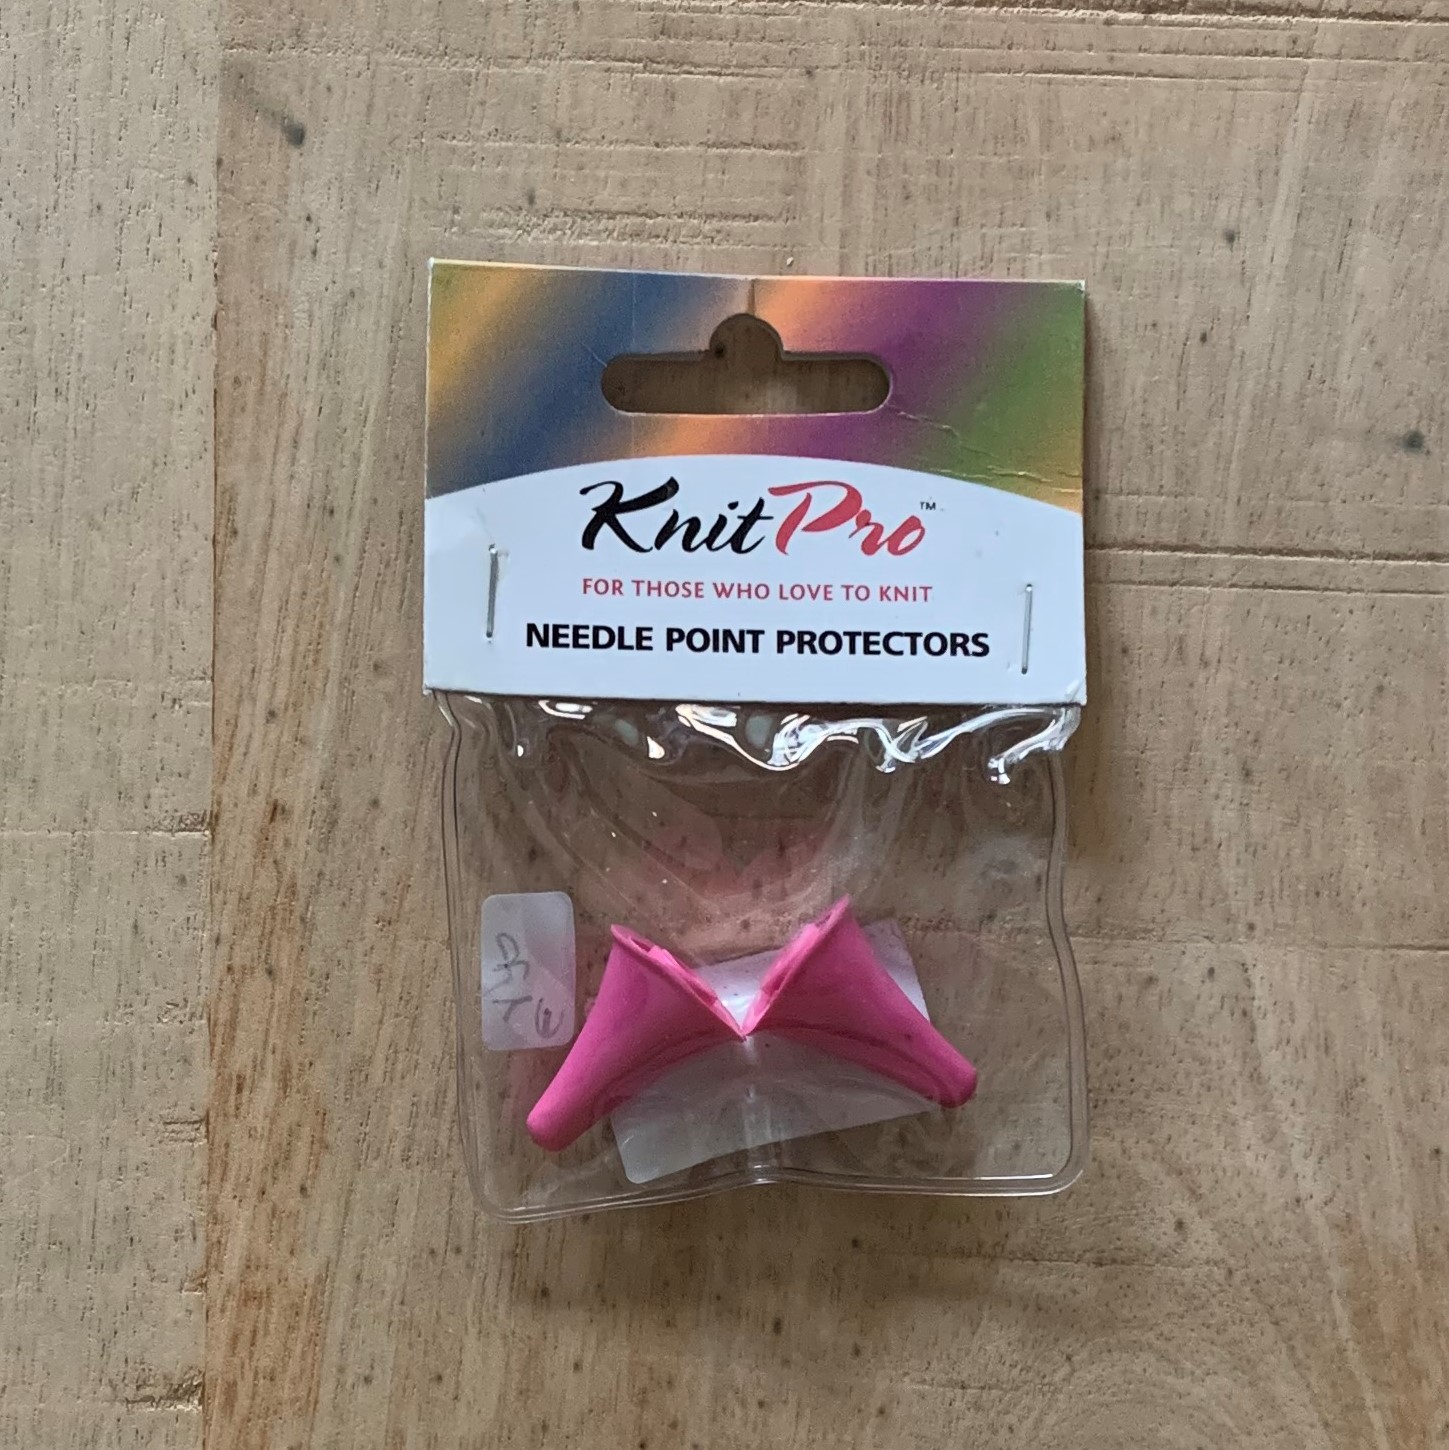 KnitPro™
FOR THOSE WHO LOVE TO KNIT
NEEDLE POINT PROTECTORS